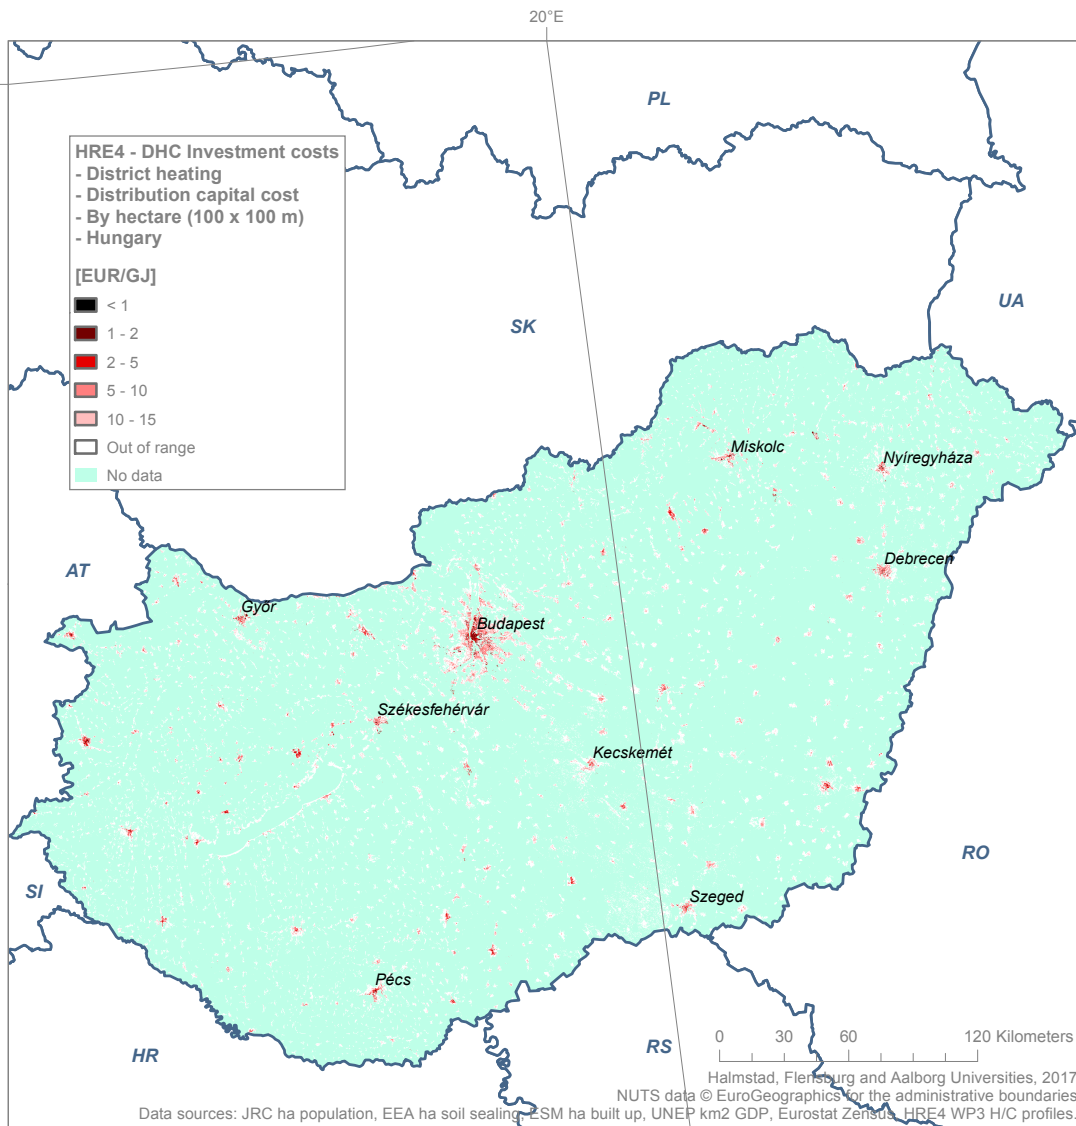 20°E
PL
HRE4 - DHC Investment costs
- District heating
- Distribution capital cost
- By hectare (100 x 100 m)
- Hungary
[EUR/GJ]
< 1
1 - 2
2 - 5
5 - 10
10 - 15
Out of range
No data
UA
SK
Miskolc
Nyíregyháza
Debrecen
AT
Győr
Budapest
Székesfehérvár
Kecskemét
RO
SI
Szeged
Pécs
HR
RS
0 30 60 120 Kilometers
Halmstad, Flensburg and Aalborg Universities, 2017
NUTS data © EuroGeographics for the administrative boundaries
Data sources: JRC ha population, EEA ha soil sealing, ESM ha built up, UNEP km2 GDP, Eurostat Zensus, HRE4 WP3 H/C profiles.